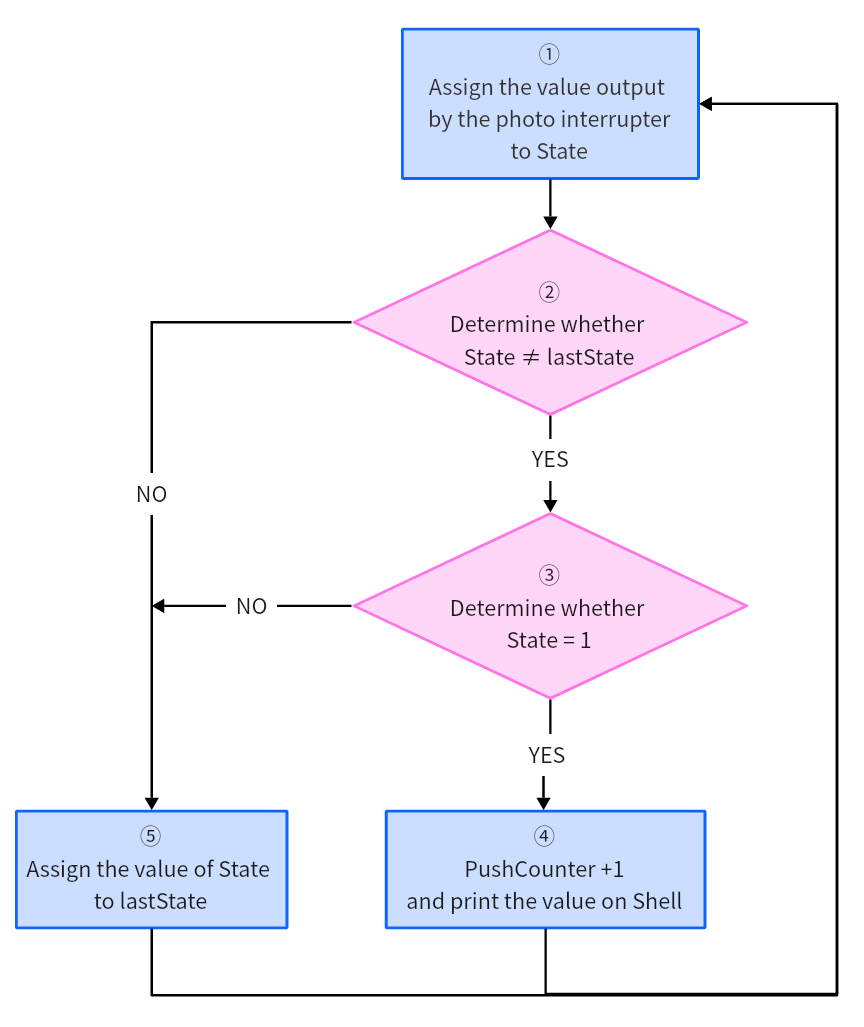 ①
Assign the value output
by the photo interrupter
to State
②
Determine whether
State ≠ lastState
YES
NO
③
Determine whether
State = 1
NO
YES
⑤
Assign the value of State
to lastState
④
PushCounter +1
and print the value on Shell